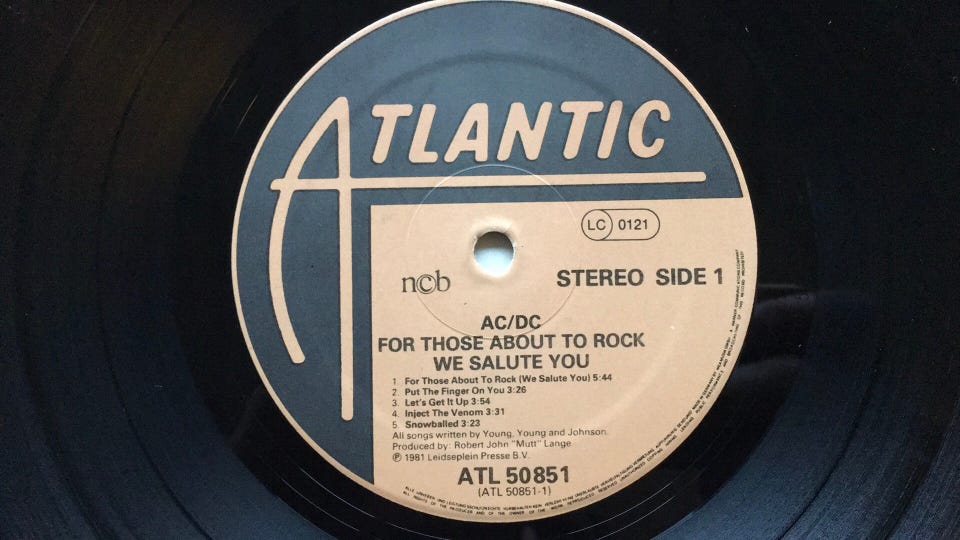 ATLANTIC
LC 0121
ncb
STEREO SIDE 1
AC/DC
FOR THOSE ABOUT TO ROCK
WE SALUTE YOU
1. For Those About To Rock (We Salute You) 5:44
2. Put The Finger On You 3:26
3. Let's Get It Up 3:54
4. Inject The Venom 3:31
5. Snowballed 3:23
All songs written by Young, Young and Johnson.
Produced by: Robert John "Mutt" Lange
℗ 1981 Leidseplein Presse B.V.
ATL 50851
(ATL 50851-1)